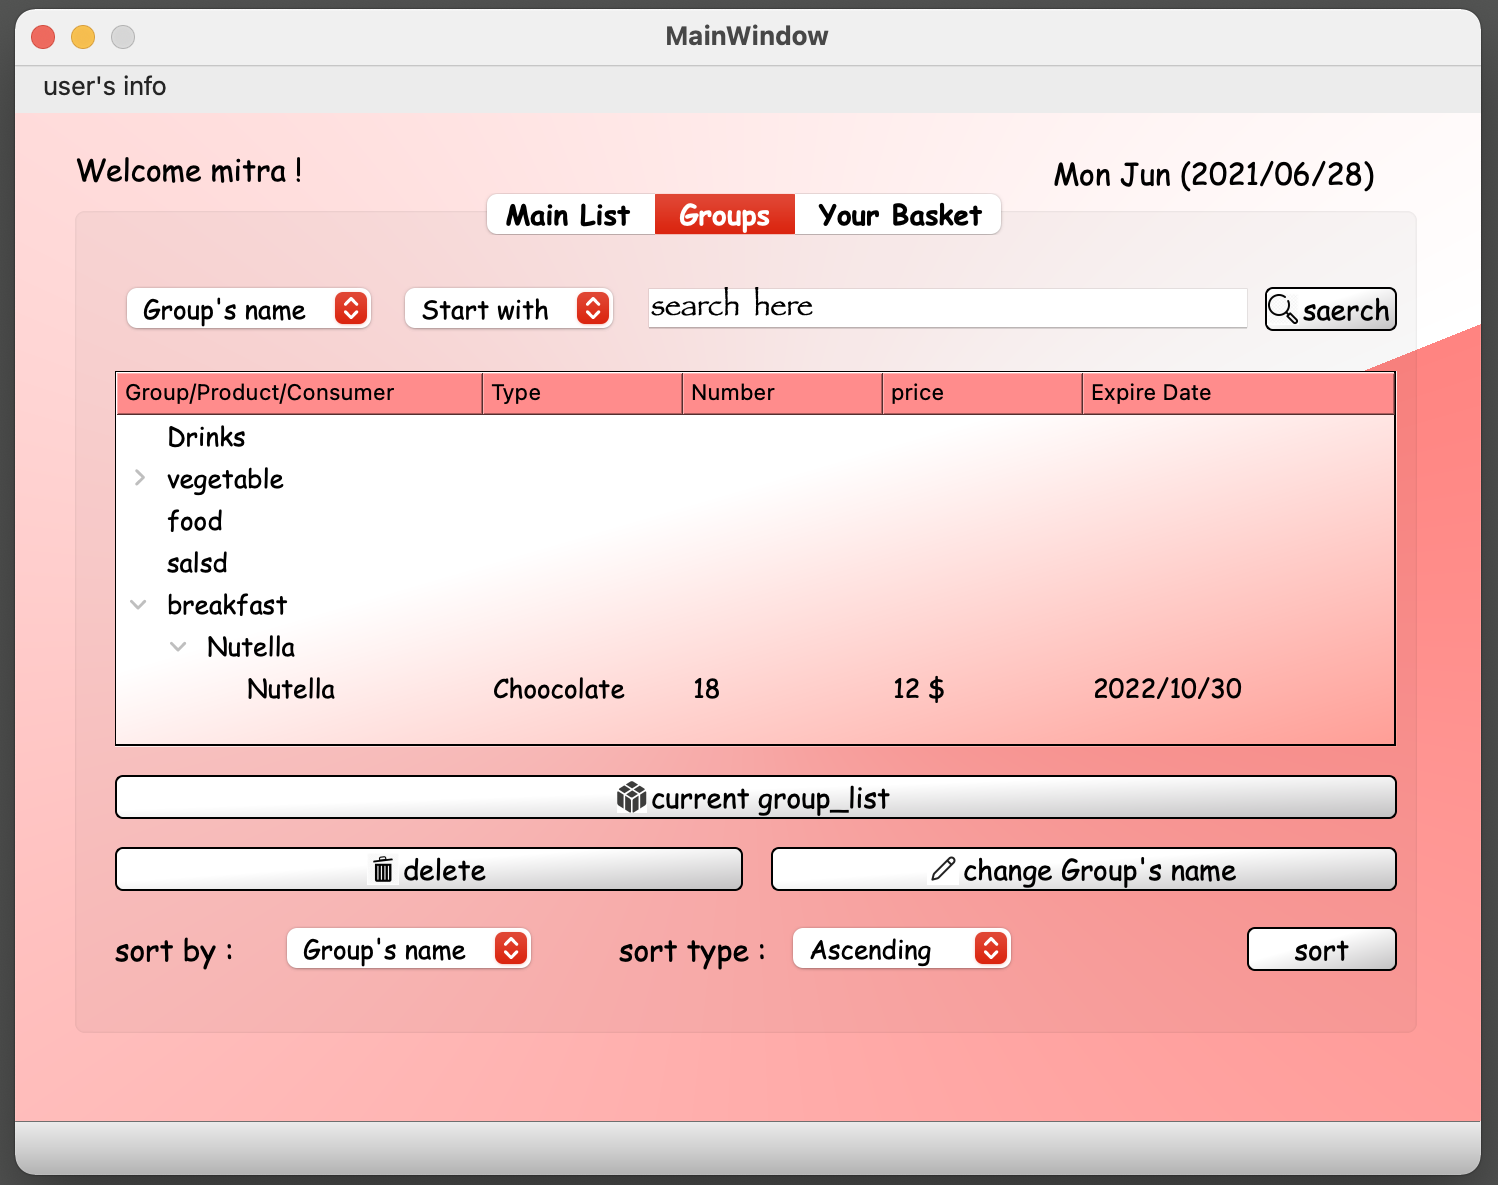 MainWindow
user's info
Welcome mitra !
Mon Jun (2021/06/28)
Main List Groups Your Basket
Group's name Start with search here saerch
Group/Product/Consumer Type Number price Expire Date
Drinks
vegetable
food
salsd
breakfast
Nutella
Nutella Choocolate 18 12 $ 2022/10/30
current group_list
delete change Group's name
sort by : Group's name sort type : Ascending sort